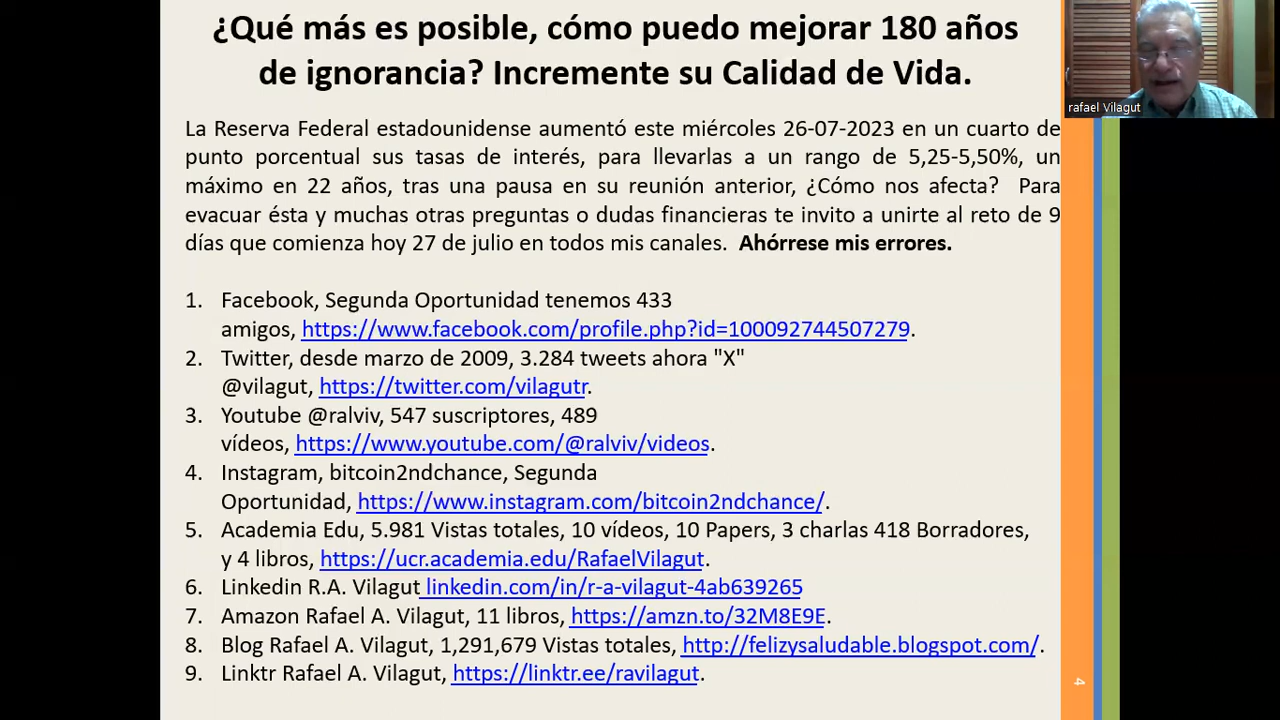 ¿Qué más es posible, cómo puedo mejorar 180 años
de ignorancia? Incremente su Calidad de Vida.
La Reserva Federal estadounidense aumentó este miércoles 26-07-2023 en un cuarto de
punto porcentual sus tasas de interés, para llevarlas a un rango de 5,25-5,50%, un
máximo en 22 años, tras una pausa en su reunión anterior, ¿Cómo nos afecta? Para
evacuar ésta y muchas otras preguntas o dudas financieras te invito a unirte al reto de 9
días que comienza hoy 27 de julio en todos mis canales. Ahórrese mis errores.
1. Facebook, Segunda Oportunidad tenemos 433
amigos, https://www.facebook.com/profile.php?id=100092744507279.
2. Twitter, desde marzo de 2009, 3.284 tweets ahora "X"
@vilagut, https://twitter.com/vilagutr.
3. Youtube @ralviv, 547 suscriptores, 489
vídeos, https://www.youtube.com/@ralviv/videos.
4. Instagram, bitcoin2ndchance, Segunda
Oportunidad, https://www.instagram.com/bitcoin2ndchance/.
5. Academia Edu, 5.981 Vistas totales, 10 vídeos, 10 Papers, 3 charlas 418 Borradores,
y 4 libros, https://ucr.academia.edu/RafaelVilagut.
6. Linkedin R.A. Vilagut linkedin.com/in/r-a-vilagut-4ab639265
7. Amazon Rafael A. Vilagut, 11 libros, https://amzn.to/32M8E9E.
8. Blog Rafael A. Vilagut, 1,291,679 Vistas totales, http://felizysaludable.blogspot.com/.
9. Linktr Rafael A. Vilagut, https://linktr.ee/ravilagut.
4
rafael Vilagut